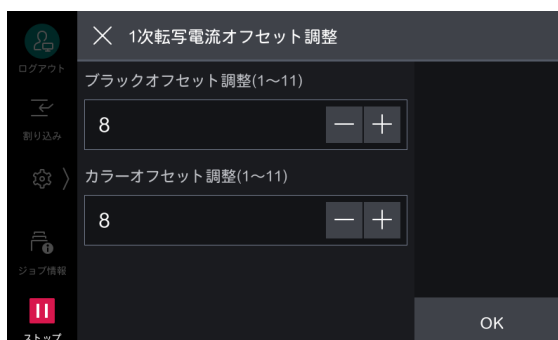 1次転写電流オフセット調整
ログアウト
ブラックオフセット調整(1〜11)
8
割り込み
カラーオフセット調整(1〜11)
8
ジョブ情報
OK
ストップ